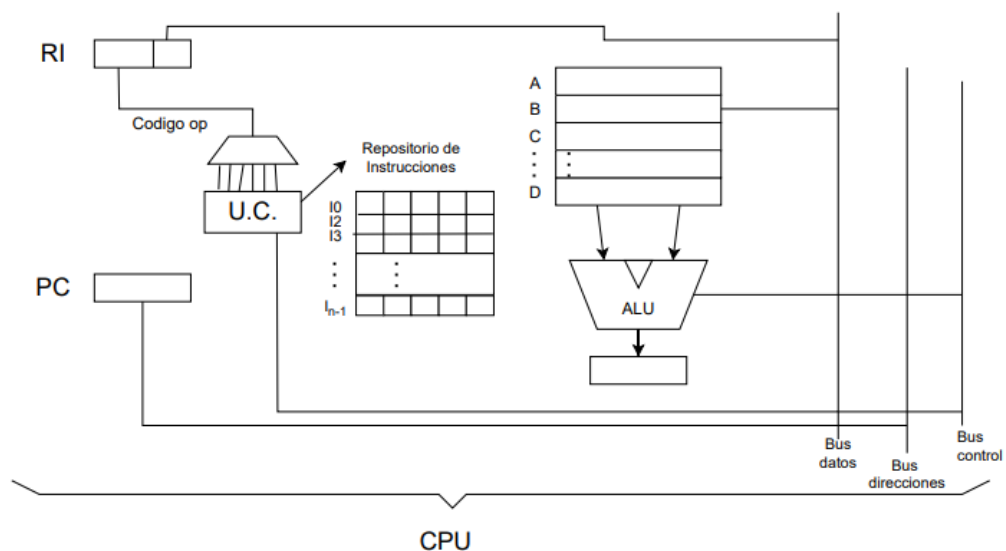 RI
Codigo op
U.C.
Repositorio de
Instrucciones
I0
I2
I3
In-1
PC
A
B
C
D
ALU
Bus
datos
Bus
direcciones
Bus
control
CPU